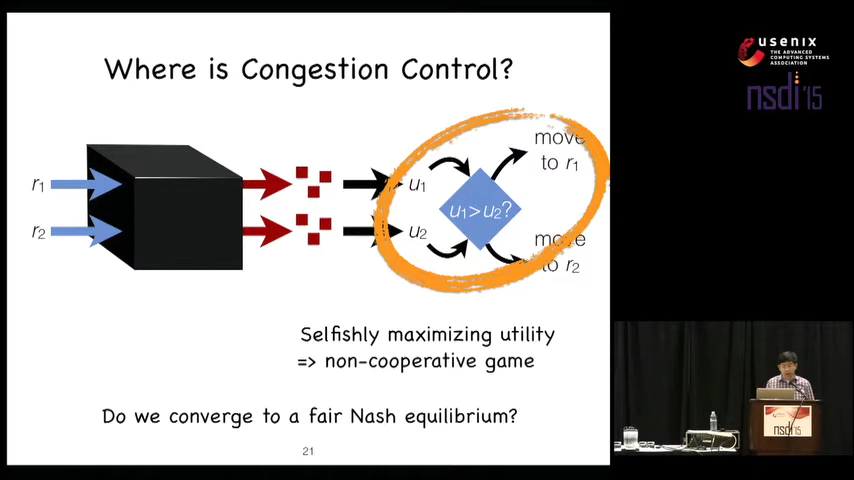 Where is Congestion Control?
r1
r2
u1
u2
u1>u2?
move
to r1
move
to r2
Selfishly maximizing utility
=> non-cooperative game
Do we converge to a fair Nash equilibrium?
21
usenix
THE ADVANCED
COMPUTING SYSTEMS
ASSOCIATION
nsdi '15
nsdi'15